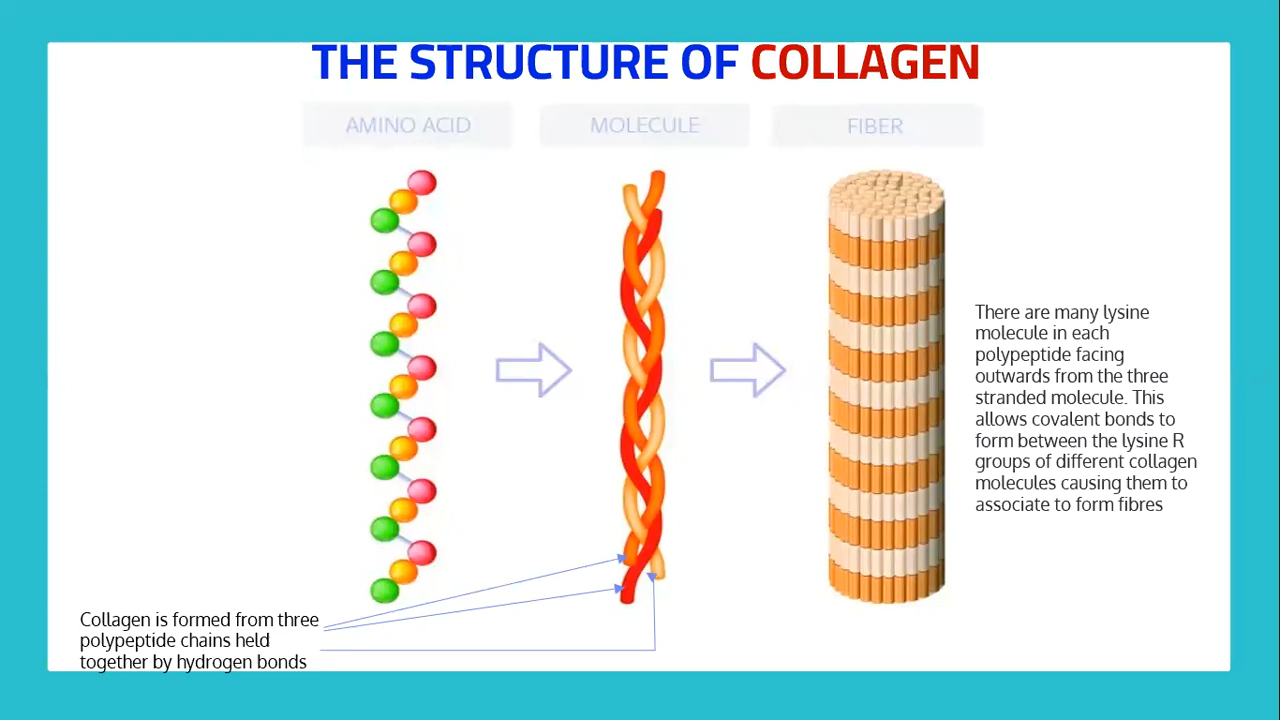 THE STRUCTURE OF COLLAGEN
AMINO ACID
MOLECULE
FIBER
There are many lysine
molecule in each
polypeptide facing
outwards from the three
stranded molecule. This
allows covalent bonds to
form between the lysine R
groups of different collagen
molecules causing them to
associate to form fibres
Collagen is formed from three
polypeptide chains held
together by hydrogen bonds